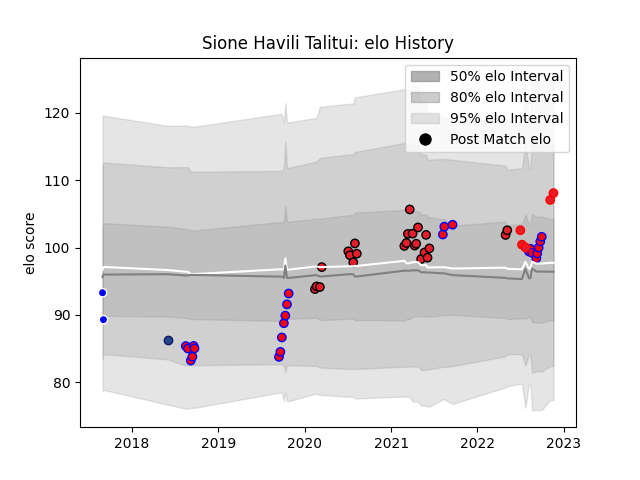 Sione Havili Talitui: elo History
50% elo Interval
80% elo Interval
95% elo Interval
Post Match elo
elo score
120
110
100
90
80
2018 2019 2020 2021 2022 2023